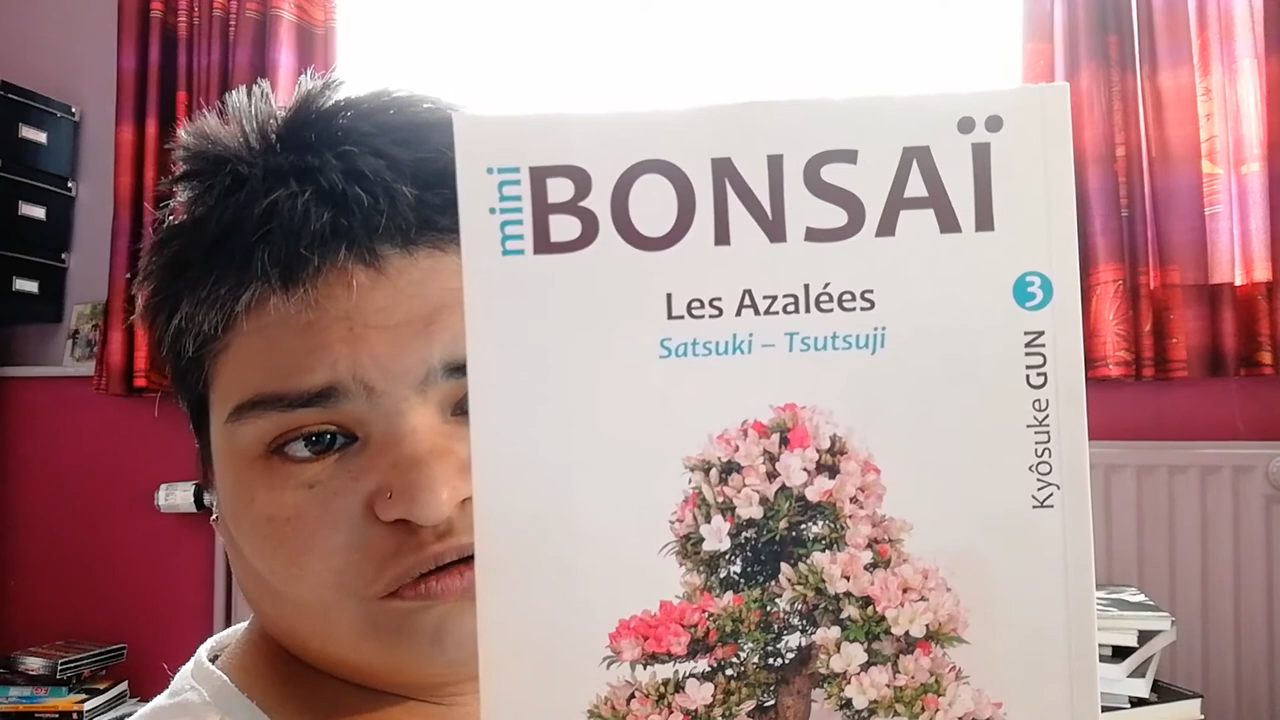 mini
BONSAÏ
Les Azalées
Satsuki – Tsutsuji
3
Kyôsuke GUN